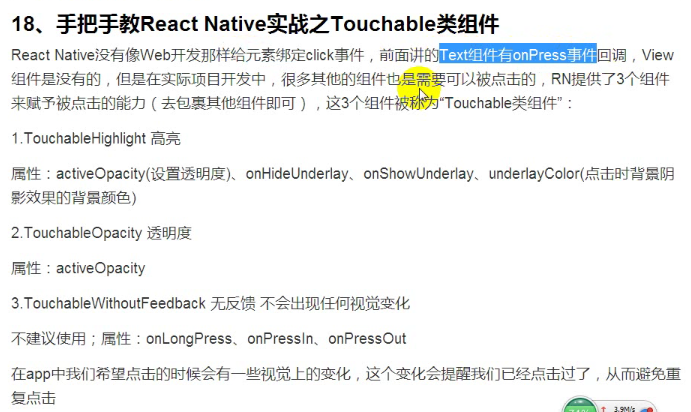 18、手把手教React Native实战之Touchable类组件
React Native没有像Web开发那样给元素绑定click事件，前面讲的Text组件有onPress事件回调，View
组件是没有的，但是在实际项目开发中，很多其他的组件也是需要可以被点击的，RN提供了3个组件
来赋予被点击的能力（去包裹其他组件即可），这3个组件被称为“Touchable类组件”：
1.TouchableHighlight 高亮
属性：activeOpacity(设置透明度)、onHideUnderlay、onShowUnderlay、underlayColor(点击时背景阴
影效果的背景颜色)
2.TouchableOpacity 透明度
属性：activeOpacity
3.TouchableWithoutFeedback 无反馈 不会出现任何视觉变化
不建议使用；属性：onLongPress、onPressIn、onPressOut
在app中我们希望点击的时候会有一些视觉上的变化，这个变化会提醒我们已经点击过了，从而避免重
复点击
3.9M/s